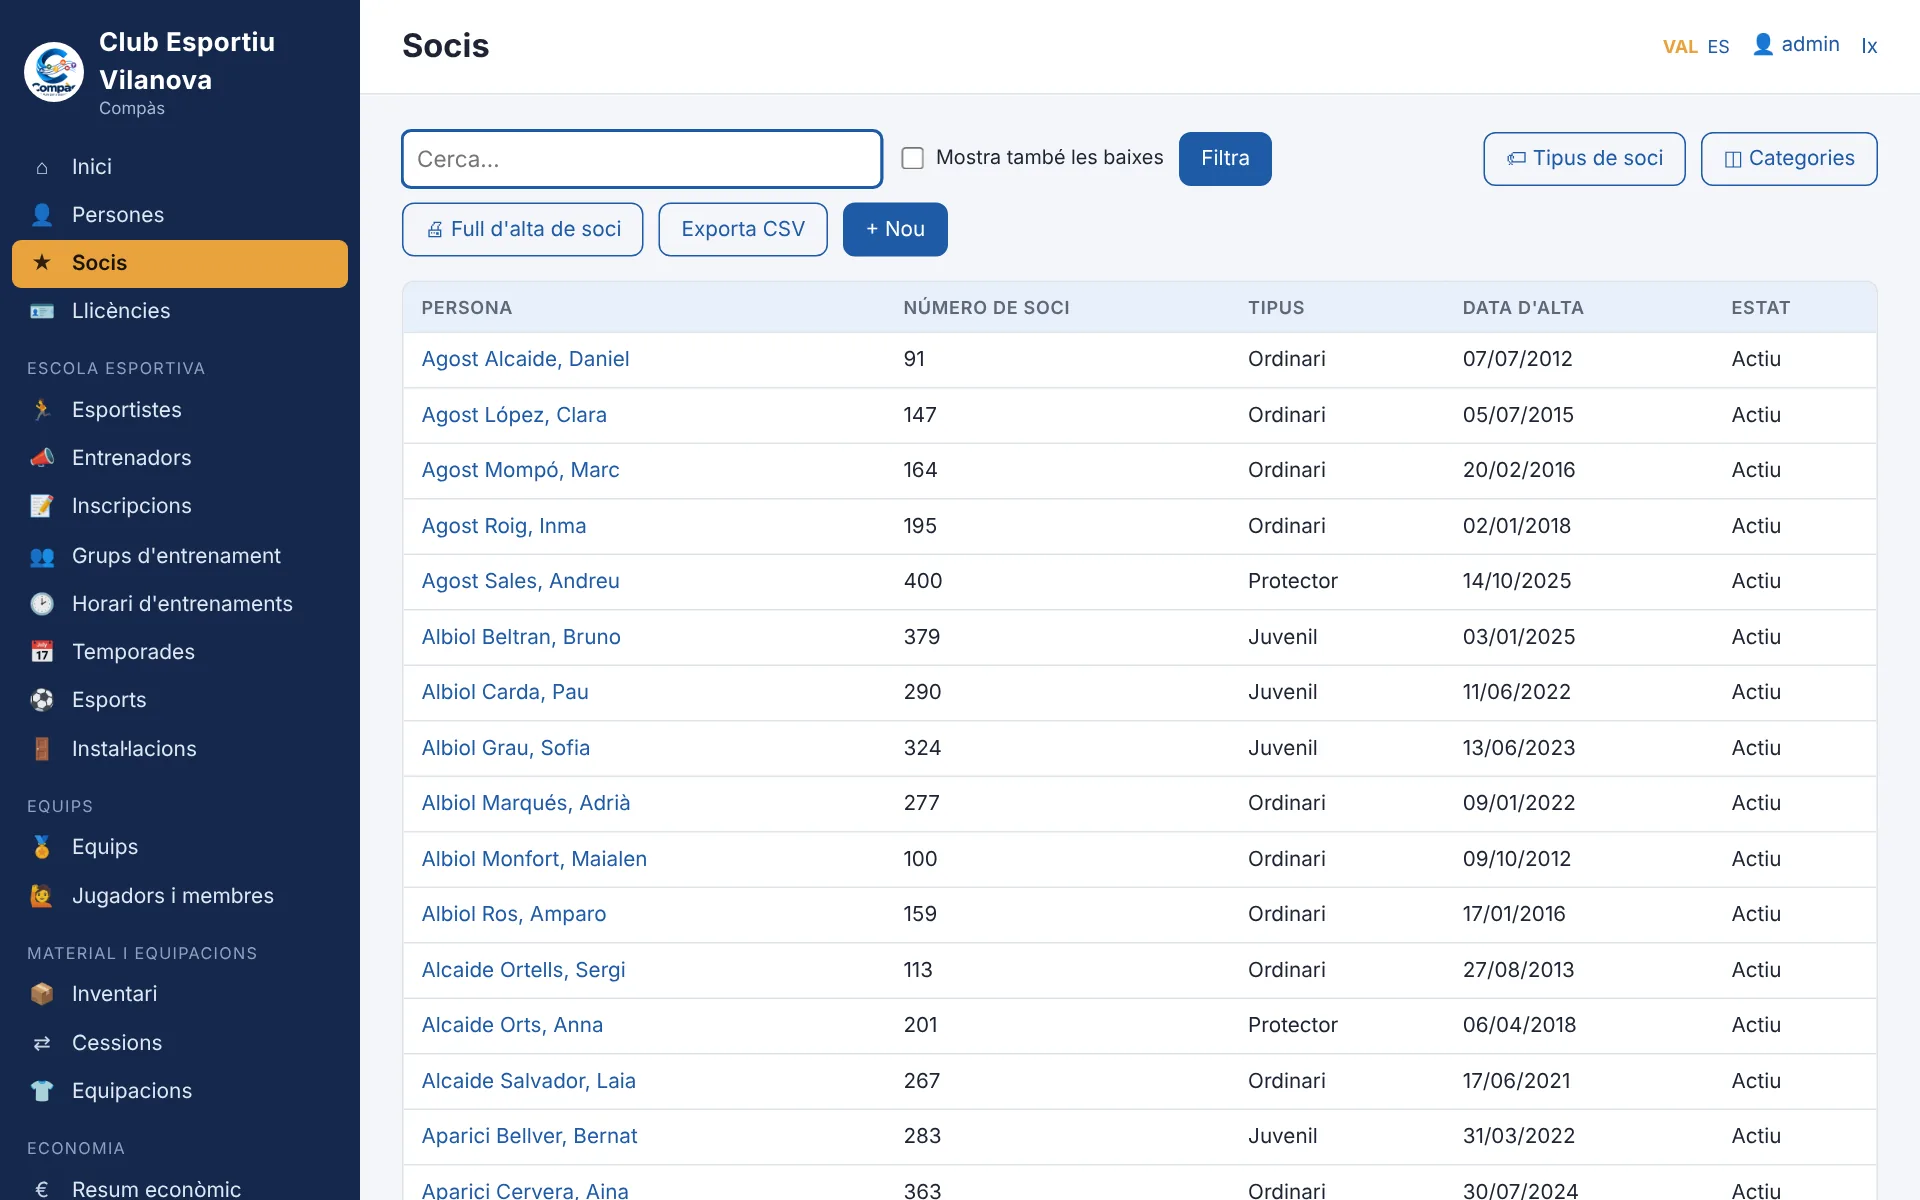 Club Esportiu
Vilanova
Compàs
Compàs
Inici
Persones
Socis
Llicències
ESCOLA ESPORTIVA
Esportistes
Entrenadors
Inscripcions
Grups d'entrenament
Horari d'entrenaments
Temporades
Esports
Instal·lacions
EQUIPS
Equips
Jugadors i membres
MATERIAL I EQUIPACIONS
Inventari
Cessions
Equipacions
ECONOMIA
€ Resum econòmic
Socis
VAL ES admin Ix
Cerca...
Mostra també les baixes
Filtra
Tipus de soci
Categories
Full d'alta de soci
Exporta CSV
+ Nou
PERSONA NÚMERO DE SOCI TIPUS DATA D'ALTA ESTAT
Agost Alcaide, Daniel 91 Ordinari 07/07/2012 Actiu
Agost López, Clara 147 Ordinari 05/07/2015 Actiu
Agost Mompó, Marc 164 Ordinari 20/02/2016 Actiu
Agost Roig, Inma 195 Ordinari 02/01/2018 Actiu
Agost Sales, Andreu 400 Protector 14/10/2025 Actiu
Albiol Beltran, Bruno 379 Juvenil 03/01/2025 Actiu
Albiol Carda, Pau 290 Juvenil 11/06/2022 Actiu
Albiol Grau, Sofia 324 Juvenil 13/06/2023 Actiu
Albiol Marqués, Adrià 277 Ordinari 09/01/2022 Actiu
Albiol Monfort, Maialen 100 Ordinari 09/10/2012 Actiu
Albiol Ros, Amparo 159 Ordinari 17/01/2016 Actiu
Alcaide Ortells, Sergi 113 Ordinari 27/08/2013 Actiu
Alcaide Orts, Anna 201 Protector 06/04/2018 Actiu
Alcaide Salvador, Laia 267 Ordinari 17/06/2021 Actiu
Aparici Bellver, Bernat 283 Juvenil 31/03/2022 Actiu
Aparici Cervera, Aina 363 Ordinari 30/07/2024 Actiu